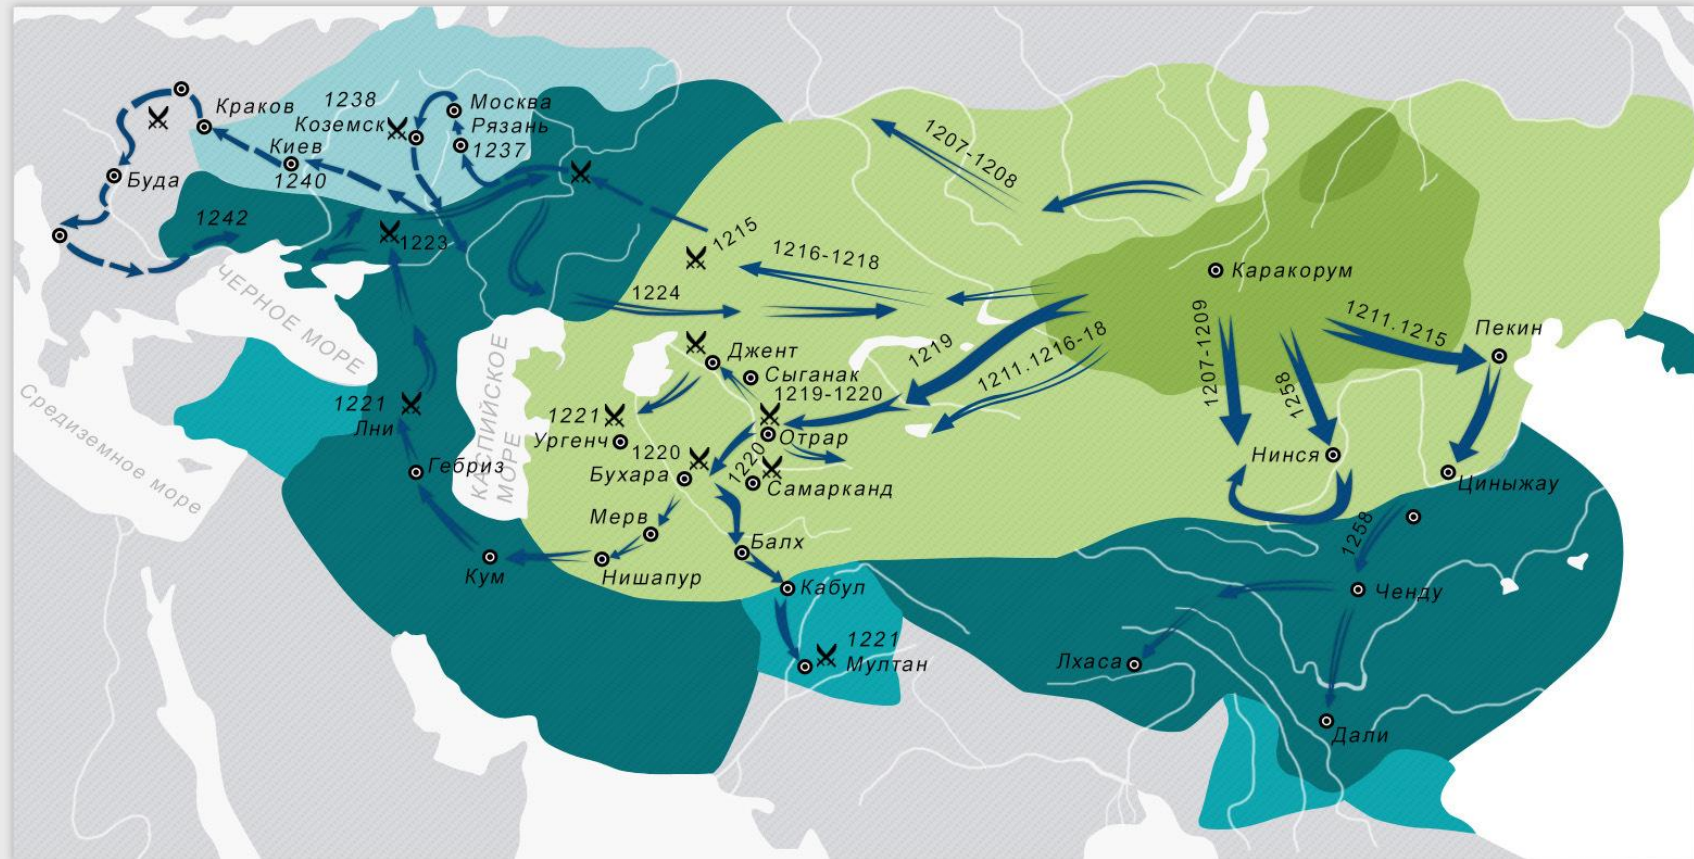 Краков
1238
Коземск
Москва
Рязань
1237
Киев
1240
Буда
1242
1223
ЧЕРНОЕ МОРЕ
Средиземное море
КАСПИЙСКОЕ
МОРЕ
1207-1208
1215
1216-1218
1224
Каракорум
1207-1209
1258
1211.1215
Пекин
1219
1211.1216-18
Джент
Сыганак
1219-1220
Отрар
1221
Ургенч
1220
Бухара
1220
Самарканд
1221
Лни
Гебриз
Мерв
Нишапур
Кум
Балх
Кабул
1221
Мултан
Нинся
Циныжау
1258
Ченду
Лхаса
Дали